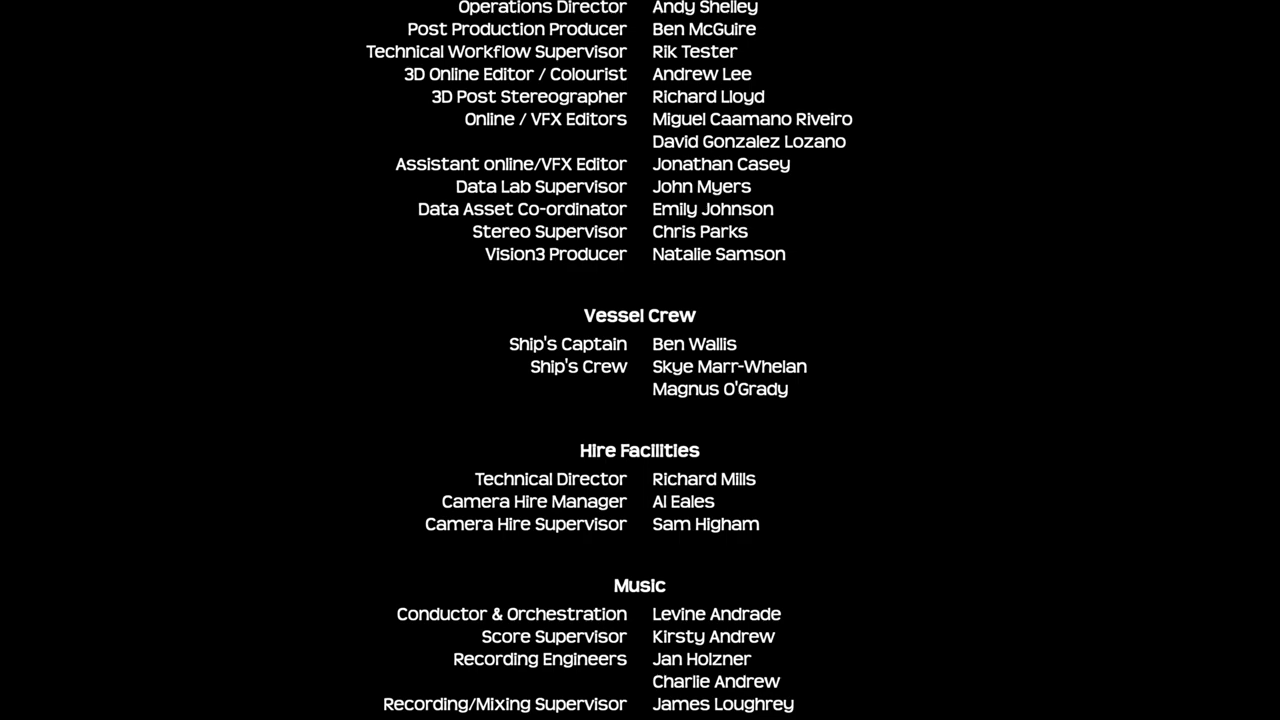 Operations Director Andy Shelley
Post Production Producer Ben McGuire
Technical Workflow Supervisor Rik Tester
3D Online Editor / Colourist Andrew Lee
3D Post Stereographer Richard Lloyd
Online / VFX Editors Miguel Caamano Riveiro
David Gonzalez Lozano
Assistant online/VFX Editor Jonathan Casey
Data Lab Supervisor John Myers
Data Asset Co-ordinator Emily Johnson
Stereo Supervisor Chris Parks
Vision3 Producer Natalie Samson
Vessel Crew
Ship's Captain Ben Wallis
Ship's Crew Skye Marr-Whelan
Magnus O'Grady
Hire Facilities
Technical Director Richard Mills
Camera Hire Manager Al Eales
Camera Hire Supervisor Sam Higham
Music
Conductor & Orchestration Levine Andrade
Score Supervisor Kirsty Andrew
Recording Engineers Jan Holzner
Charlie Andrew
Recording/Mixing Supervisor James Loughrey